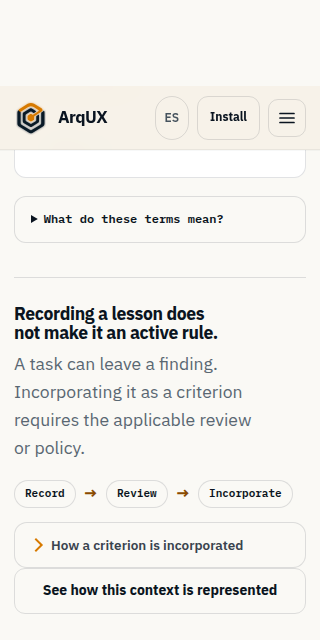 ArqUX
ES
Install
What do these terms mean?
Recording a lesson does
not make it an active rule.
A task can leave a finding.
Incorporating it as a criterion
requires the applicable review
or policy.
Record → Review → Incorporate
How a criterion is incorporated
See how this context is represented